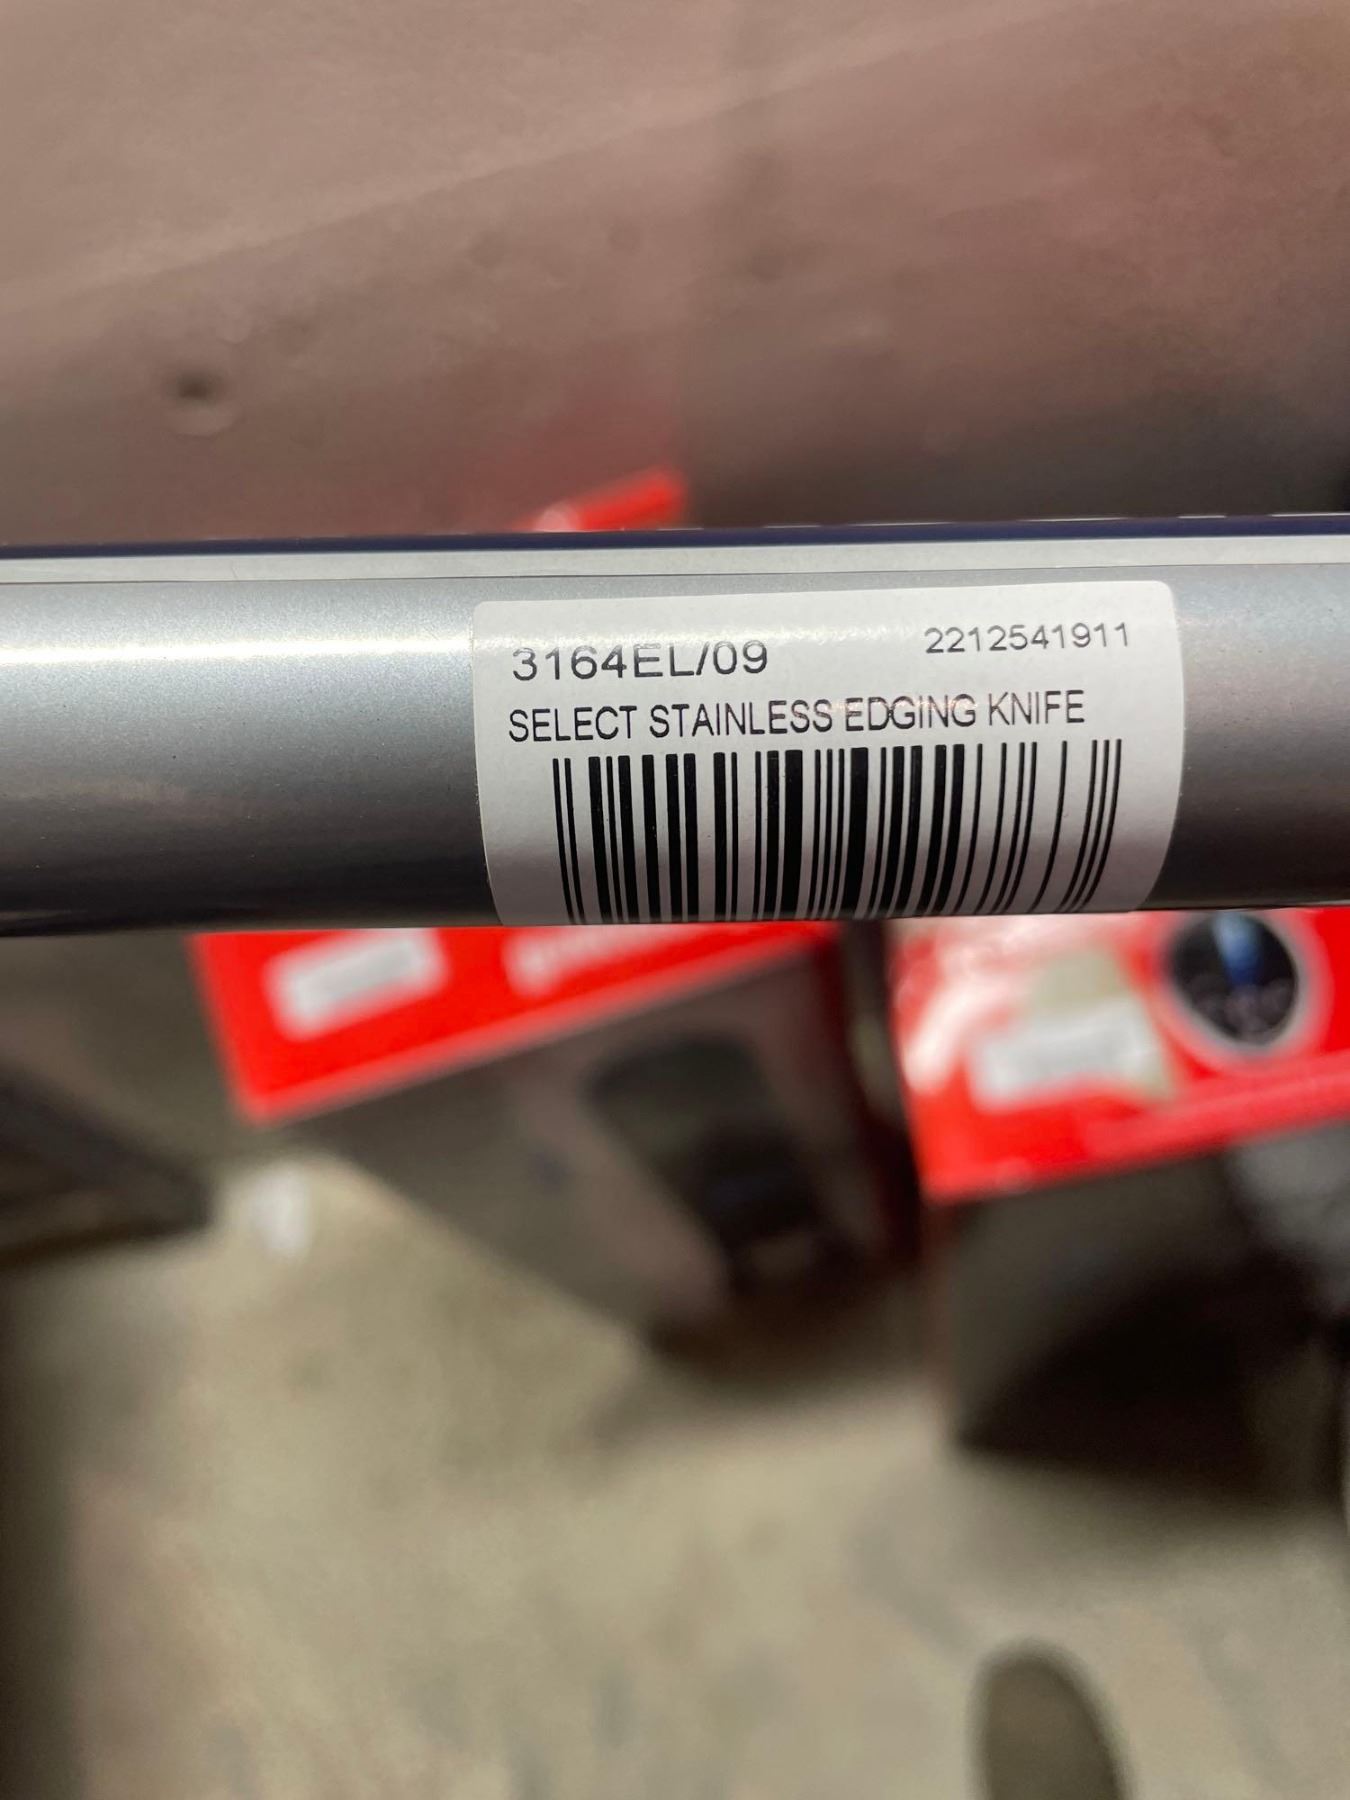 3164EL/09 2212541911
SELECT STAINLESS EDGING KNIFE